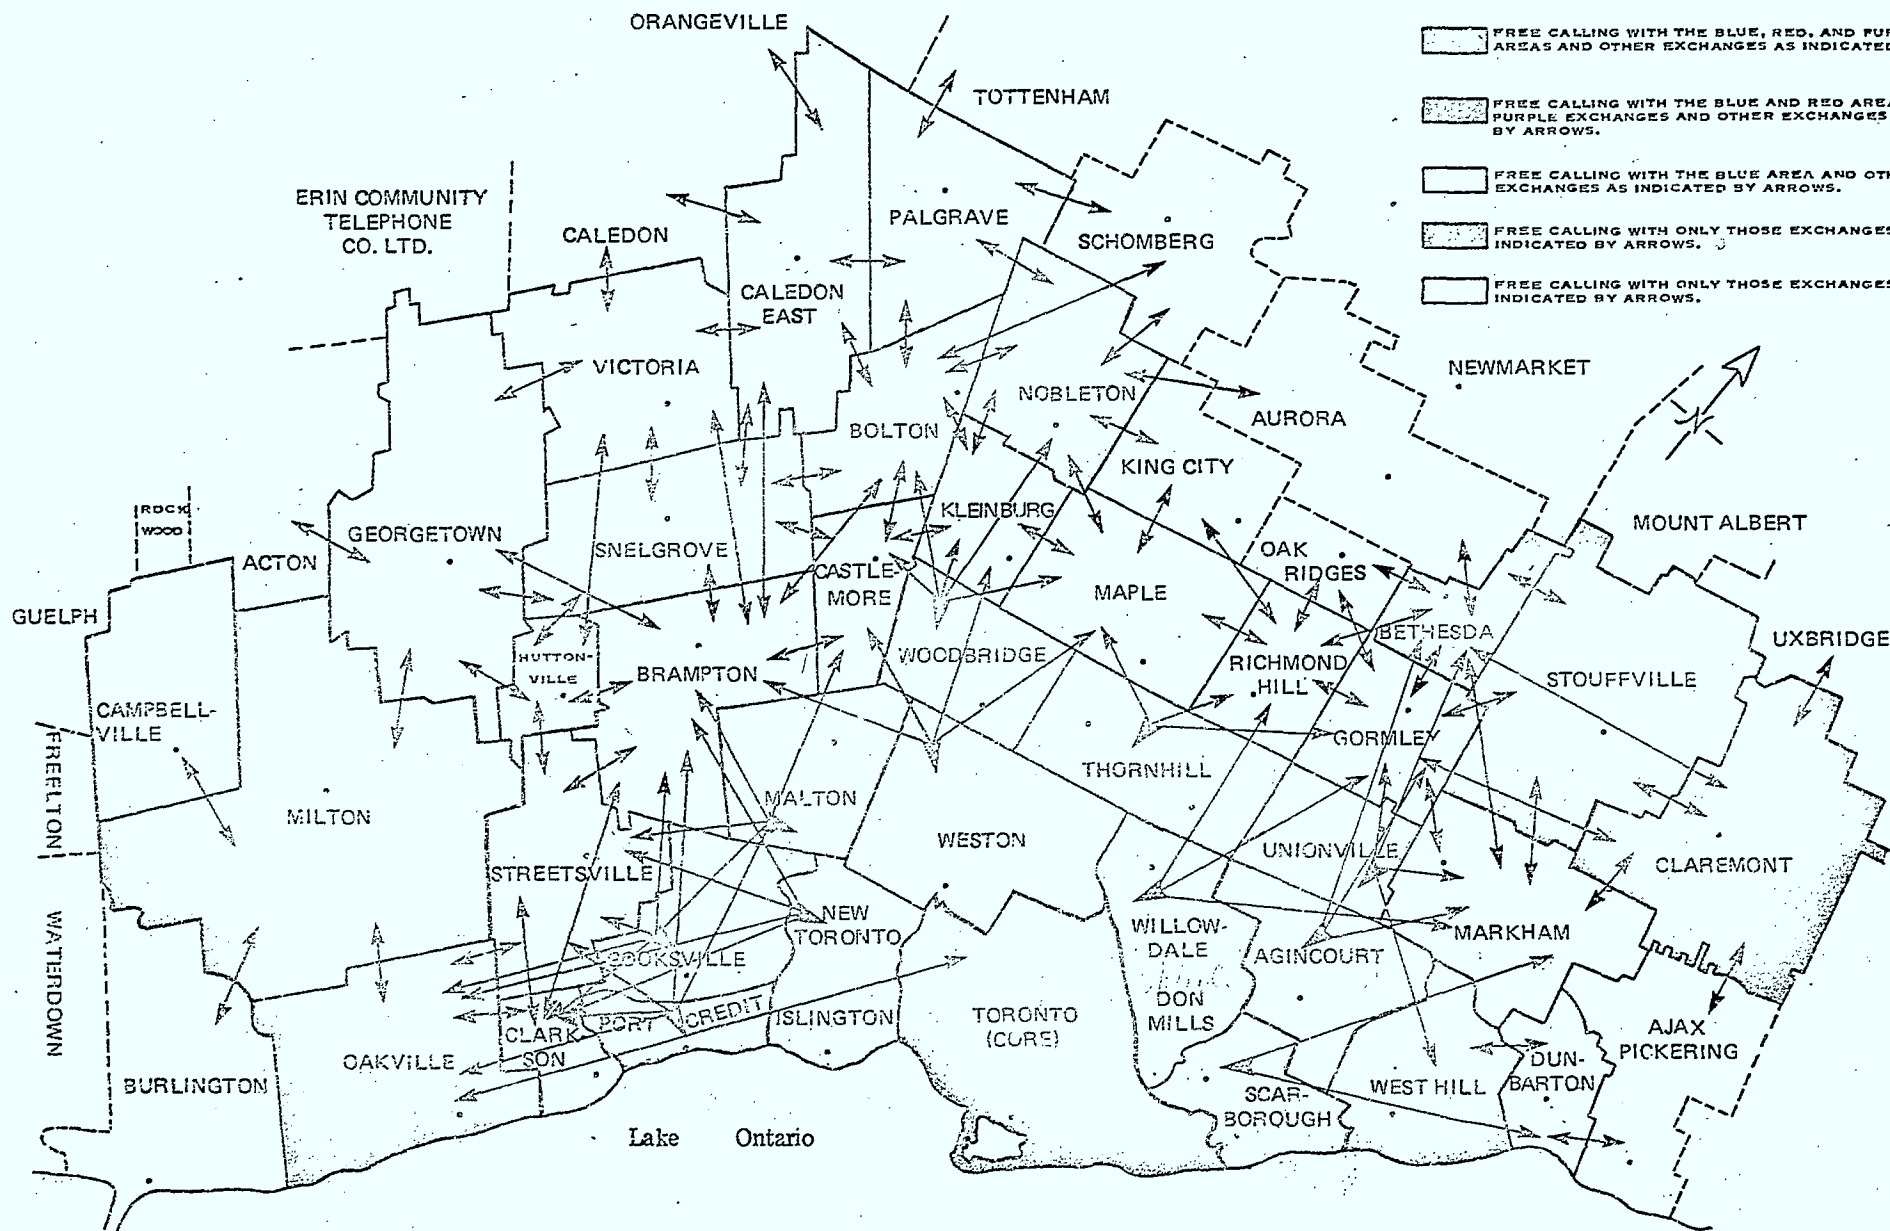 ORANGEVILLE
FREE CALLING WITH THE BLUE, RED, AND
AREAS AND OTHER EXCHANGES AS INDICATED
TOTTENHAM
FREE CALLING WITH THE BLUE AND RED
PURPLE EXCHANGES AND OTHER EXCHANGES
BY ARROWS.
FREE CALLING WITH THE BLUE AREA AND
EXCHANGES AS INDICATED BY ARROWS.
FREE CALLING WITH ONLY THOSE EXCHANGES
INDICATED BY ARROWS.
FREE CALLING WITH ONLY THOSE EXCHANGES
INDICATED BY ARROWS.
ERIN COMMUNITY
TELEPHONE
CO. LTD.
CALEDON
PALGRAVE
SCHOMBERG
CALEDON
EAST
VICTORIA
NEWMARKET
N
NOBLETON
AURORA
BOLTON
KING CITY
ROCK
WOOD
KLEINBURG
MOUNT ALBERT
GEORGETOWN
ACTON
SNELGROVE
OAK
RIDGES
CASTLE-
MORE
MAPLE
GUELPH
BETHESDA
UXBRIDGE
HUTTON-
VILLE
WOODBRIDGE
BRAMPTON
RICHMOND
HILL
STOUFFVILLE
CAMPBELL-
VILLE
GORMLEY
FREELTON
THORNHILL
MALTON
MILTON
WESTON
UNIONVILLE
CLAREMONT
STREETSVILLE
NEW
TORONTO
WILLOW-
DALE
MARKHAM
WATERDOWN
COOKSVILLE
AGINCOURT
DON
MILLS
PORT CREDIT
ISLINGTON
TORONTO
(CORE)
CLARK
SON
AJAX
PICKERING
OAKVILLE
BURLINGTON
DUN-
BARTON
WEST HILL
SCAR-
BOROUGH
Lake Ontario